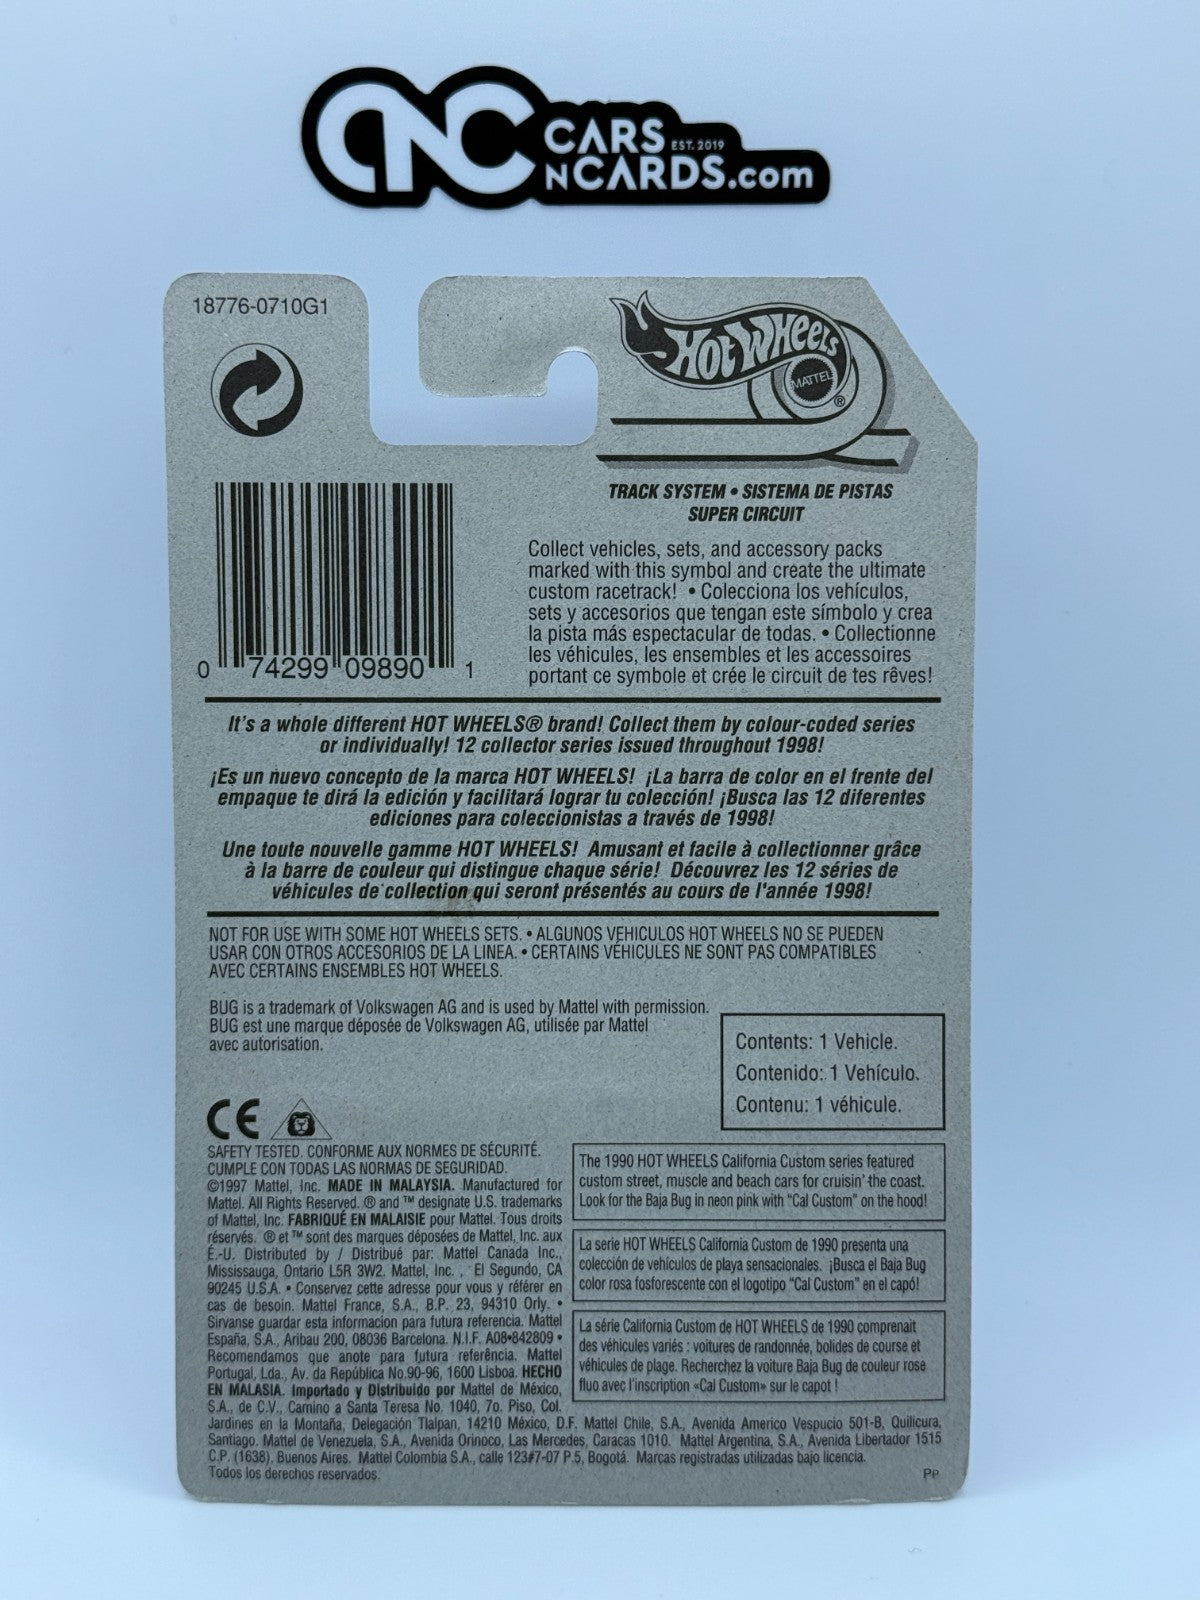 CNC CARS EST. 2019
NCARDS.com
18776-0710G1
HOT WHEELS
MATTEL
®
TRACK SYSTEM • SISTEMA DE PISTAS
SUPER CIRCUIT
Collect vehicles, sets, and accessory packs
marked with this symbol and create the ultimate
custom racetrack! • Colecciona los vehículos,
sets y accesorios que tengan este símbolo y crea
la pista más espectacular de todas. • Collectionne
les véhicules, les ensembles et les accessoires
portant ce symbole et crée le circuit de tes rêves!
0 74299 09890 1
It's a whole different HOT WHEELS® brand! Collect them by colour-coded series
or individually! 12 collector series issued throughout 1998!
¡Es un nuevo concepto de la marca HOT WHEELS! ¡La barra de color en el frente del
empaque te dirá la edición y facilitará lograr tu colección! ¡Busca las 12 diferentes
ediciones para coleccionistas a través de 1998!
Une toute nouvelle gamme HOT WHEELS! Amusant et facile à collectionner grâce
à la barre de couleur qui distingue chaque série! Découvrez les 12 séries de
véhicules de collection qui seront présentés au cours de l'année 1998!
NOT FOR USE WITH SOME HOT WHEELS SETS. • ALGUNOS VEHICULOS HOT WHEELS NO SE PUEDEN
USAR CON OTROS ACCESORIOS DE LA LINEA. • CERTAINS VÉHICULES NE SONT PAS COMPATIBLES
AVEC CERTAINS ENSEMBLES HOT WHEELS.
BUG is a trademark of Volkswagen AG and is used by Mattel with permission.
BUG est une marque déposée de Volkswagen AG, utilisée par Mattel
avec autorisation.
Contents: 1 Vehicle.
Contenido: 1 Vehículo.
Contenu: 1 véhicule.
CE
SAFETY TESTED. CONFORME AUX NORMES DE SÉCURITÉ.
CUMPLE CON TODAS LAS NORMAS DE SEGURIDAD.
©1997 Mattel, Inc. MADE IN MALAYSIA. Manufactured for
Mattel. All Rights Reserved. ® and ™ designate U.S. trademarks
of Mattel, Inc. FABRIQUÉ EN MALAISIE pour Mattel. Tous droits
réservés. ® et ™ sont des marques déposées de Mattel, Inc. aux
É.-U. Distributed by / Distribué par: Mattel Canada Inc.,
Mississauga, Ontario L5R 3W2. Mattel, Inc. , El Segundo, CA
90245 U.S.A. • Conservez cette adresse pour vous y référer en
cas de besoin. Mattel France, S.A., B.P. 23, 94310 Orly. •
Sirvanse guardar esta informacion para futura referencia. Mattel
España, S.A., Aribau 200, 08036 Barcelona. N.I.F. A08•842809 •
Recomendamos que anote para futura referência. Mattel
Portugal, Lda., Av. da República No.90-96, 1600 Lisboa. HECHO
EN MALASIA. Importado y Distribuido por Mattel de México,
S.A., de C.V., Camino a Santa Teresa No. 1040, 7o. Piso, Col.
Jardines en la Montaña, Delegación Tlalpan, 14210 México, D.F. Mattel Chile, S.A., Avenida Americo Vespucio 501-B, Quilicura,
Santiago. Mattel de Venezuela, S.A., Avenida Orinoco, Las Mercedes, Caracas 1010. Mattel Argentina, S.A., Avenida Libertador 1515
C.P. (1638), Buenos Aires. Mattel Colombia S.A., calle 123#7-07 P.5, Bogotá. Marcas registradas utilizadas bajo licencia.
Todos los derechos reservados.
The 1990 HOT WHEELS California Custom series featured
custom street, muscle and beach cars for cruisin' the coast.
Look for the Baja Bug in neon pink with "Cal Custom" on the hood!
La serie HOT WHEELS California Custom de 1990 presenta una
colección de vehículos de playa sensacionales. ¡Busca el Baja Bug
color rosa fosforescente con el logotipo "Cal Custom" en el capó!
La série California Custom de HOT WHEELS de 1990 comprenait
des véhicules variés : voitures de randonnée, bolides de course et
véhicules de plage. Recherchez la voiture Baja Bug de couleur rose
fluo avec l'inscription «Cal Custom» sur le capot !
PP